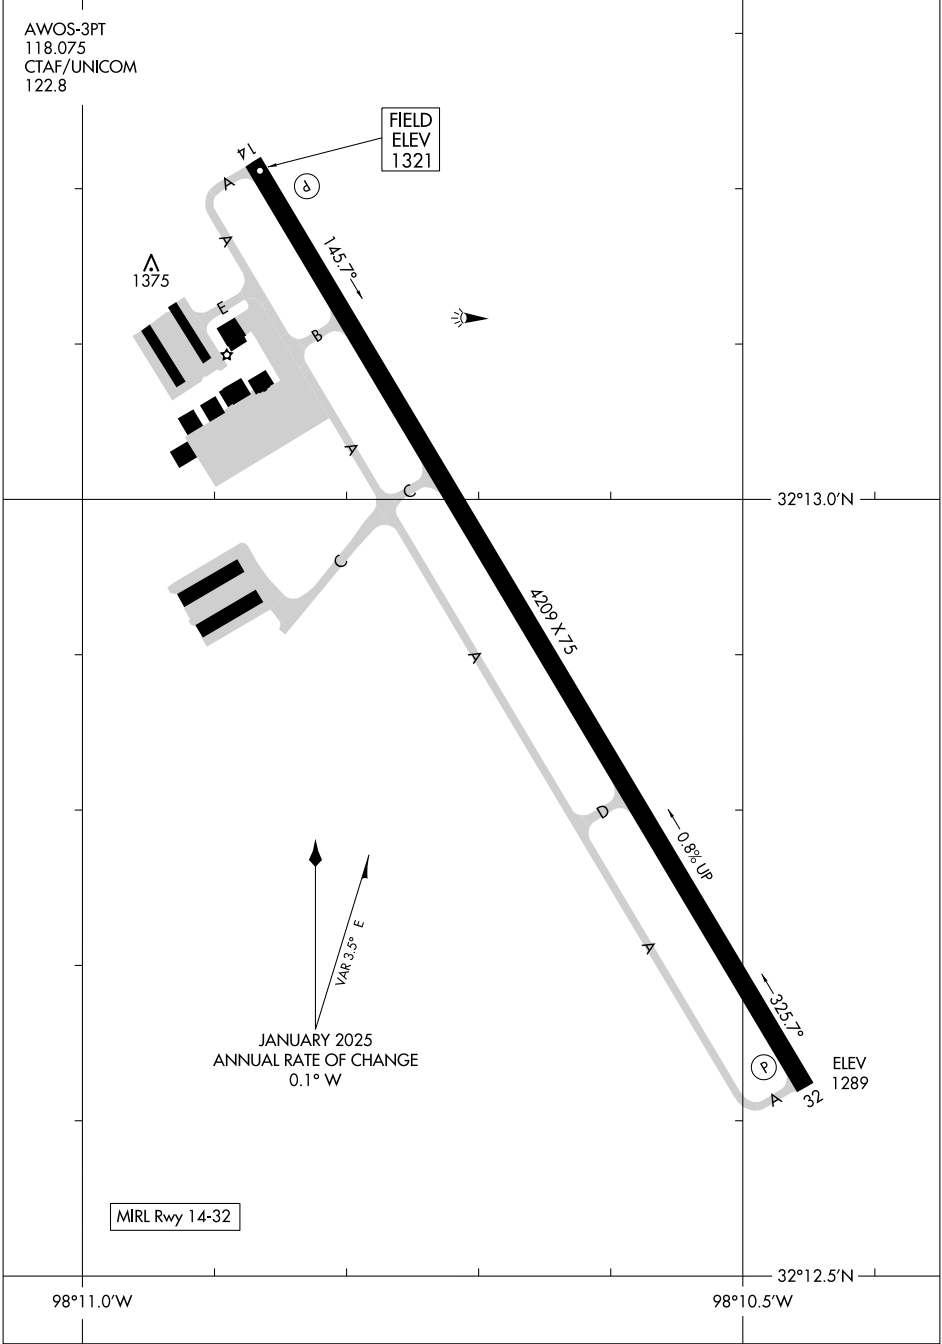 AWOS-3PT
118.075
CTAF/UNICOM
122.8
FIELD
ELEV
1321
14
A
P
A
145.7°
1375
E
B
A
C
32°13.0'N
C
4209 X 75
A
D
0.8% UP
VAR 3.5° E
A
325.7°
JANUARY 2025
ANNUAL RATE OF CHANGE
0.1° W
P
ELEV
1289
A
32
MIRL Rwy 14-32
32°12.5'N
98°11.0'W
98°10.5'W